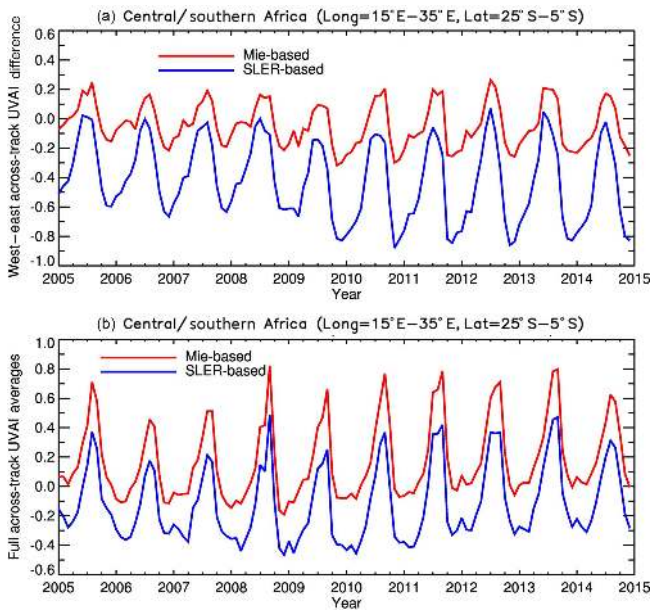 (a) Central/southern Africa (Long=15°E−35°E, Lat=25°S−5°S)
West−east across−track UVAI difference
0.6
0.4
0.2
-0.0
-0.2
-0.4
-0.6
-0.8
-1.0
Mie-based
SLER-based
2005 2006 2007 2008 2009 2010 2011 2012 2013 2014 2015
Year
(b) Central/southern Africa (Long=15°E−35°E, Lat=25°S−5°S)
Full across−track UVAI averages
1.0
0.8
0.6
0.4
0.2
0.0
-0.2
-0.4
-0.6
Mie-based
SLER-based
2005 2006 2007 2008 2009 2010 2011 2012 2013 2014 2015
Year